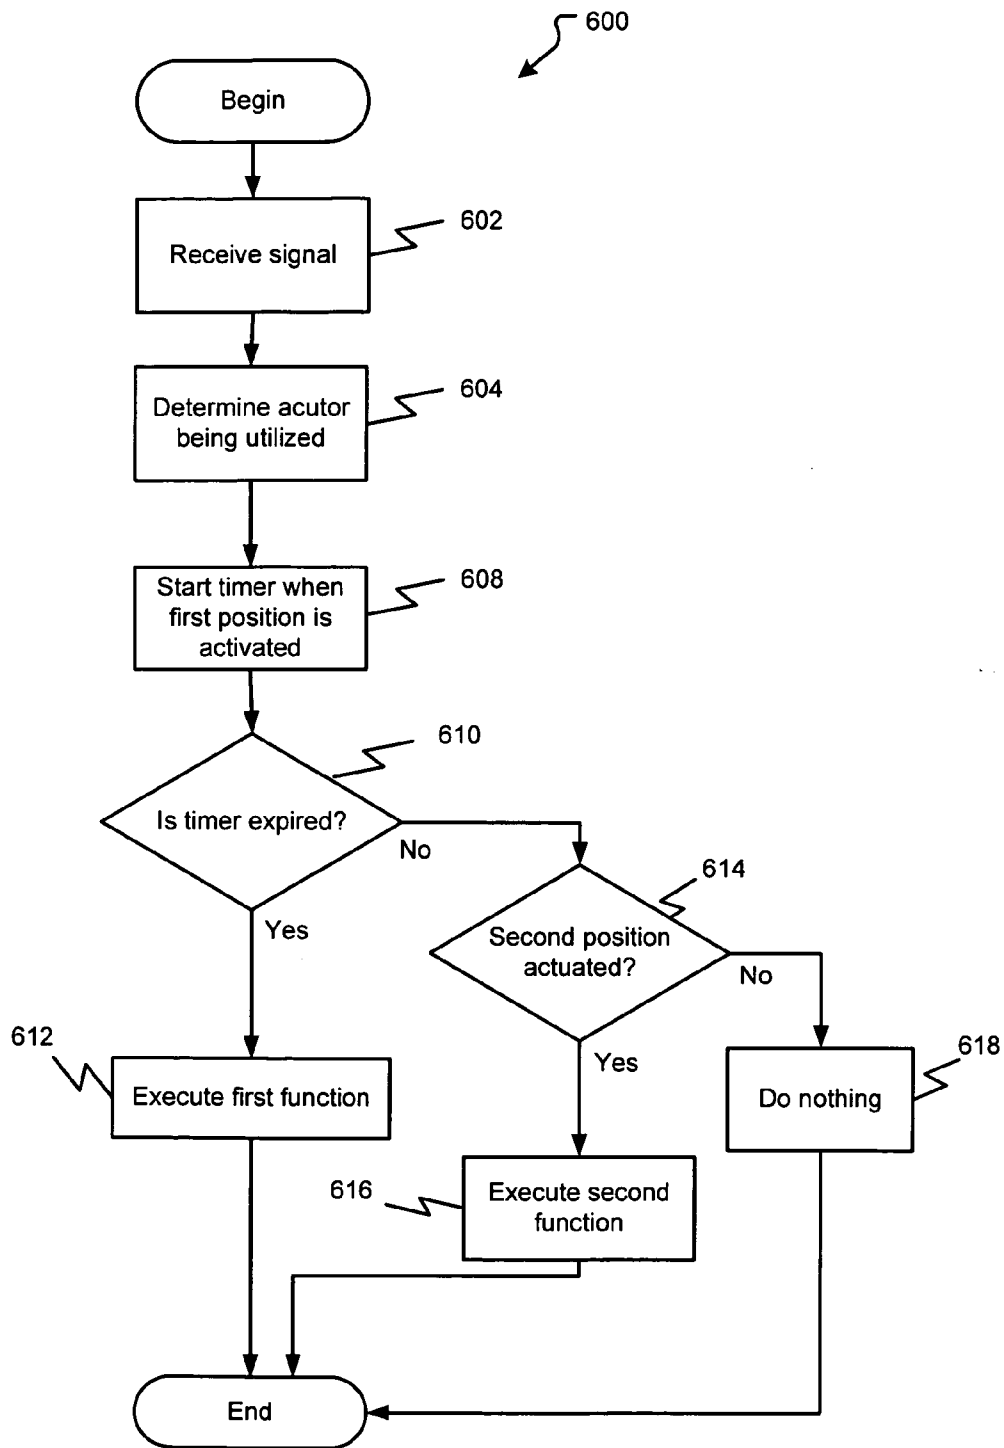 600
Begin
602
Receive signal
604
Determine acutor
being utilized
608
Start timer when
first position is
activated
610
Is timer expired?
No
Yes
614
Second position
actuated?
No
Yes
612
Execute first function
618
Do nothing
616
Execute second
function
End